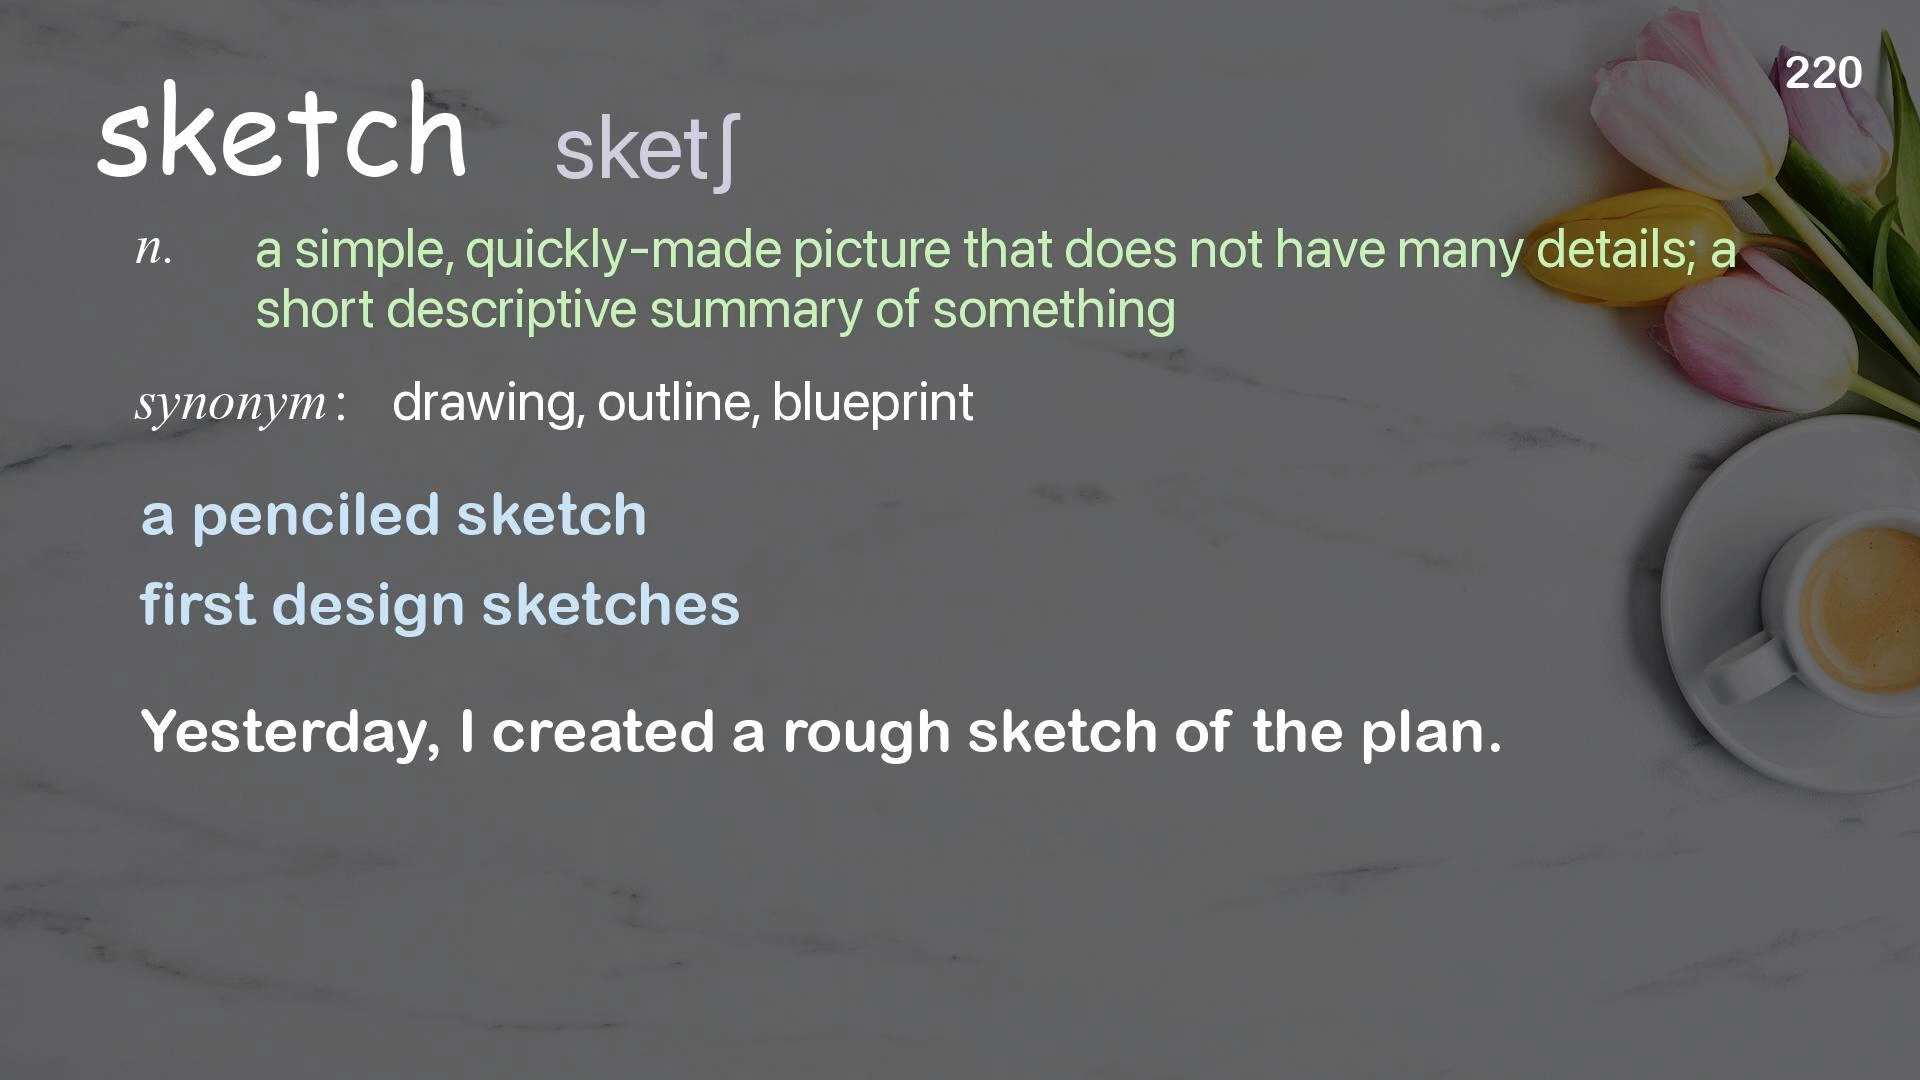 220
sketch sketʃ
n. a simple, quickly-made picture that does not have many details; a
short descriptive summary of something
synonym: drawing, outline, blueprint
a penciled sketch
first design sketches
Yesterday, I created a rough sketch of the plan.